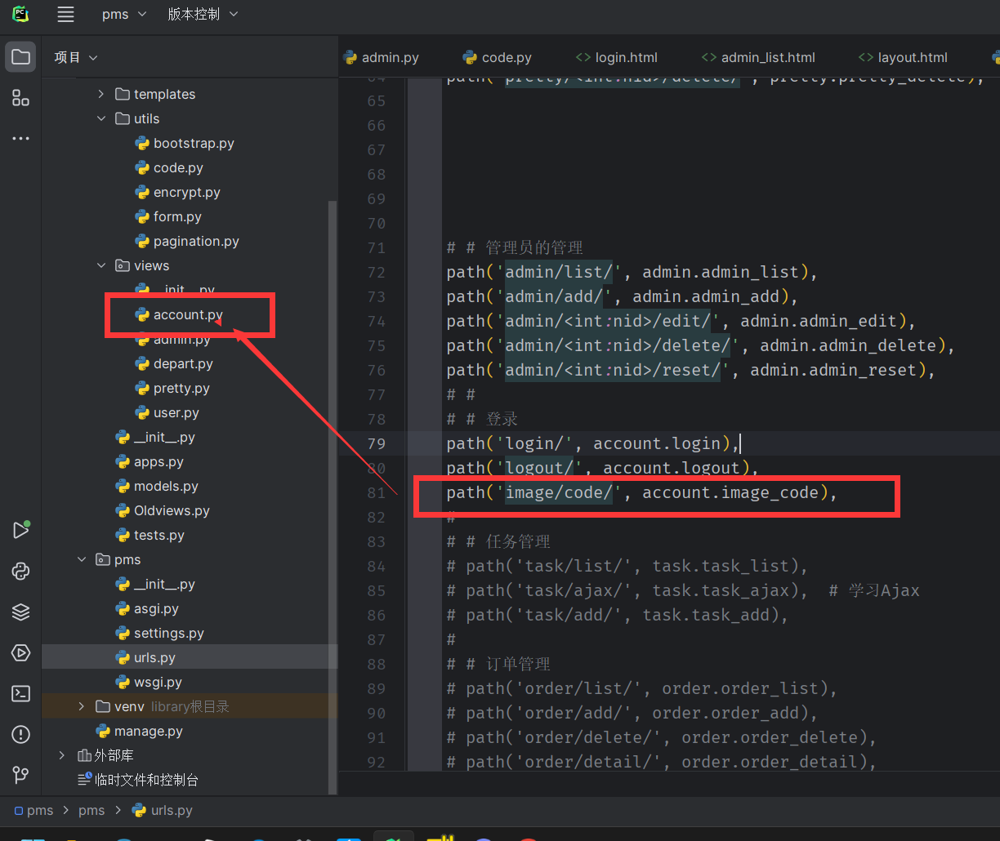 PC
pms
版本控制
项目
admin.py
code.py
login.html
admin_list.html
layout.html
templates
utils
bootstrap.py
code.py
encrypt.py
form.py
pagination.py
views
__init__.py
account.py
admin.py
depart.py
pretty.py
user.py
__init__.py
apps.py
models.py
Oldviews.py
tests.py
pms
__init__.py
asgi.py
settings.py
urls.py
wsgi.py
venv library根目录
manage.py
外部库
临时文件和控制台
64 path('pretty/<int:nid>/delete/', pretty.pretty_delete),
65
66
67
68
69
70
71 # # 管理员的管理
72 path('admin/list/', admin.admin_list),
73 path('admin/add/', admin.admin_add),
74 path('admin/<int:nid>/edit/', admin.admin_edit),
75 path('admin/<int:nid>/delete/', admin.admin_delete),
76 path('admin/<int:nid>/reset/', admin.admin_reset),
77 # #
78 # # 登录
79 path('login/', account.login),
80 path('logout/', account.logout),
81 path('image/code/', account.image_code),
82 #
83 # # 任务管理
84 # path('task/list/', task.task_list),
85 # path('task/ajax/', task.task_ajax), # 学习Ajax
86 # path('task/add/', task.task_add),
87 #
88 # # 订单管理
89 # path('order/list/', order.order_list),
90 # path('order/add/', order.order_add),
91 # path('order/delete/', order.order_delete),
92 # path('order/detail/', order.order_detail),
pms > pms > urls.py